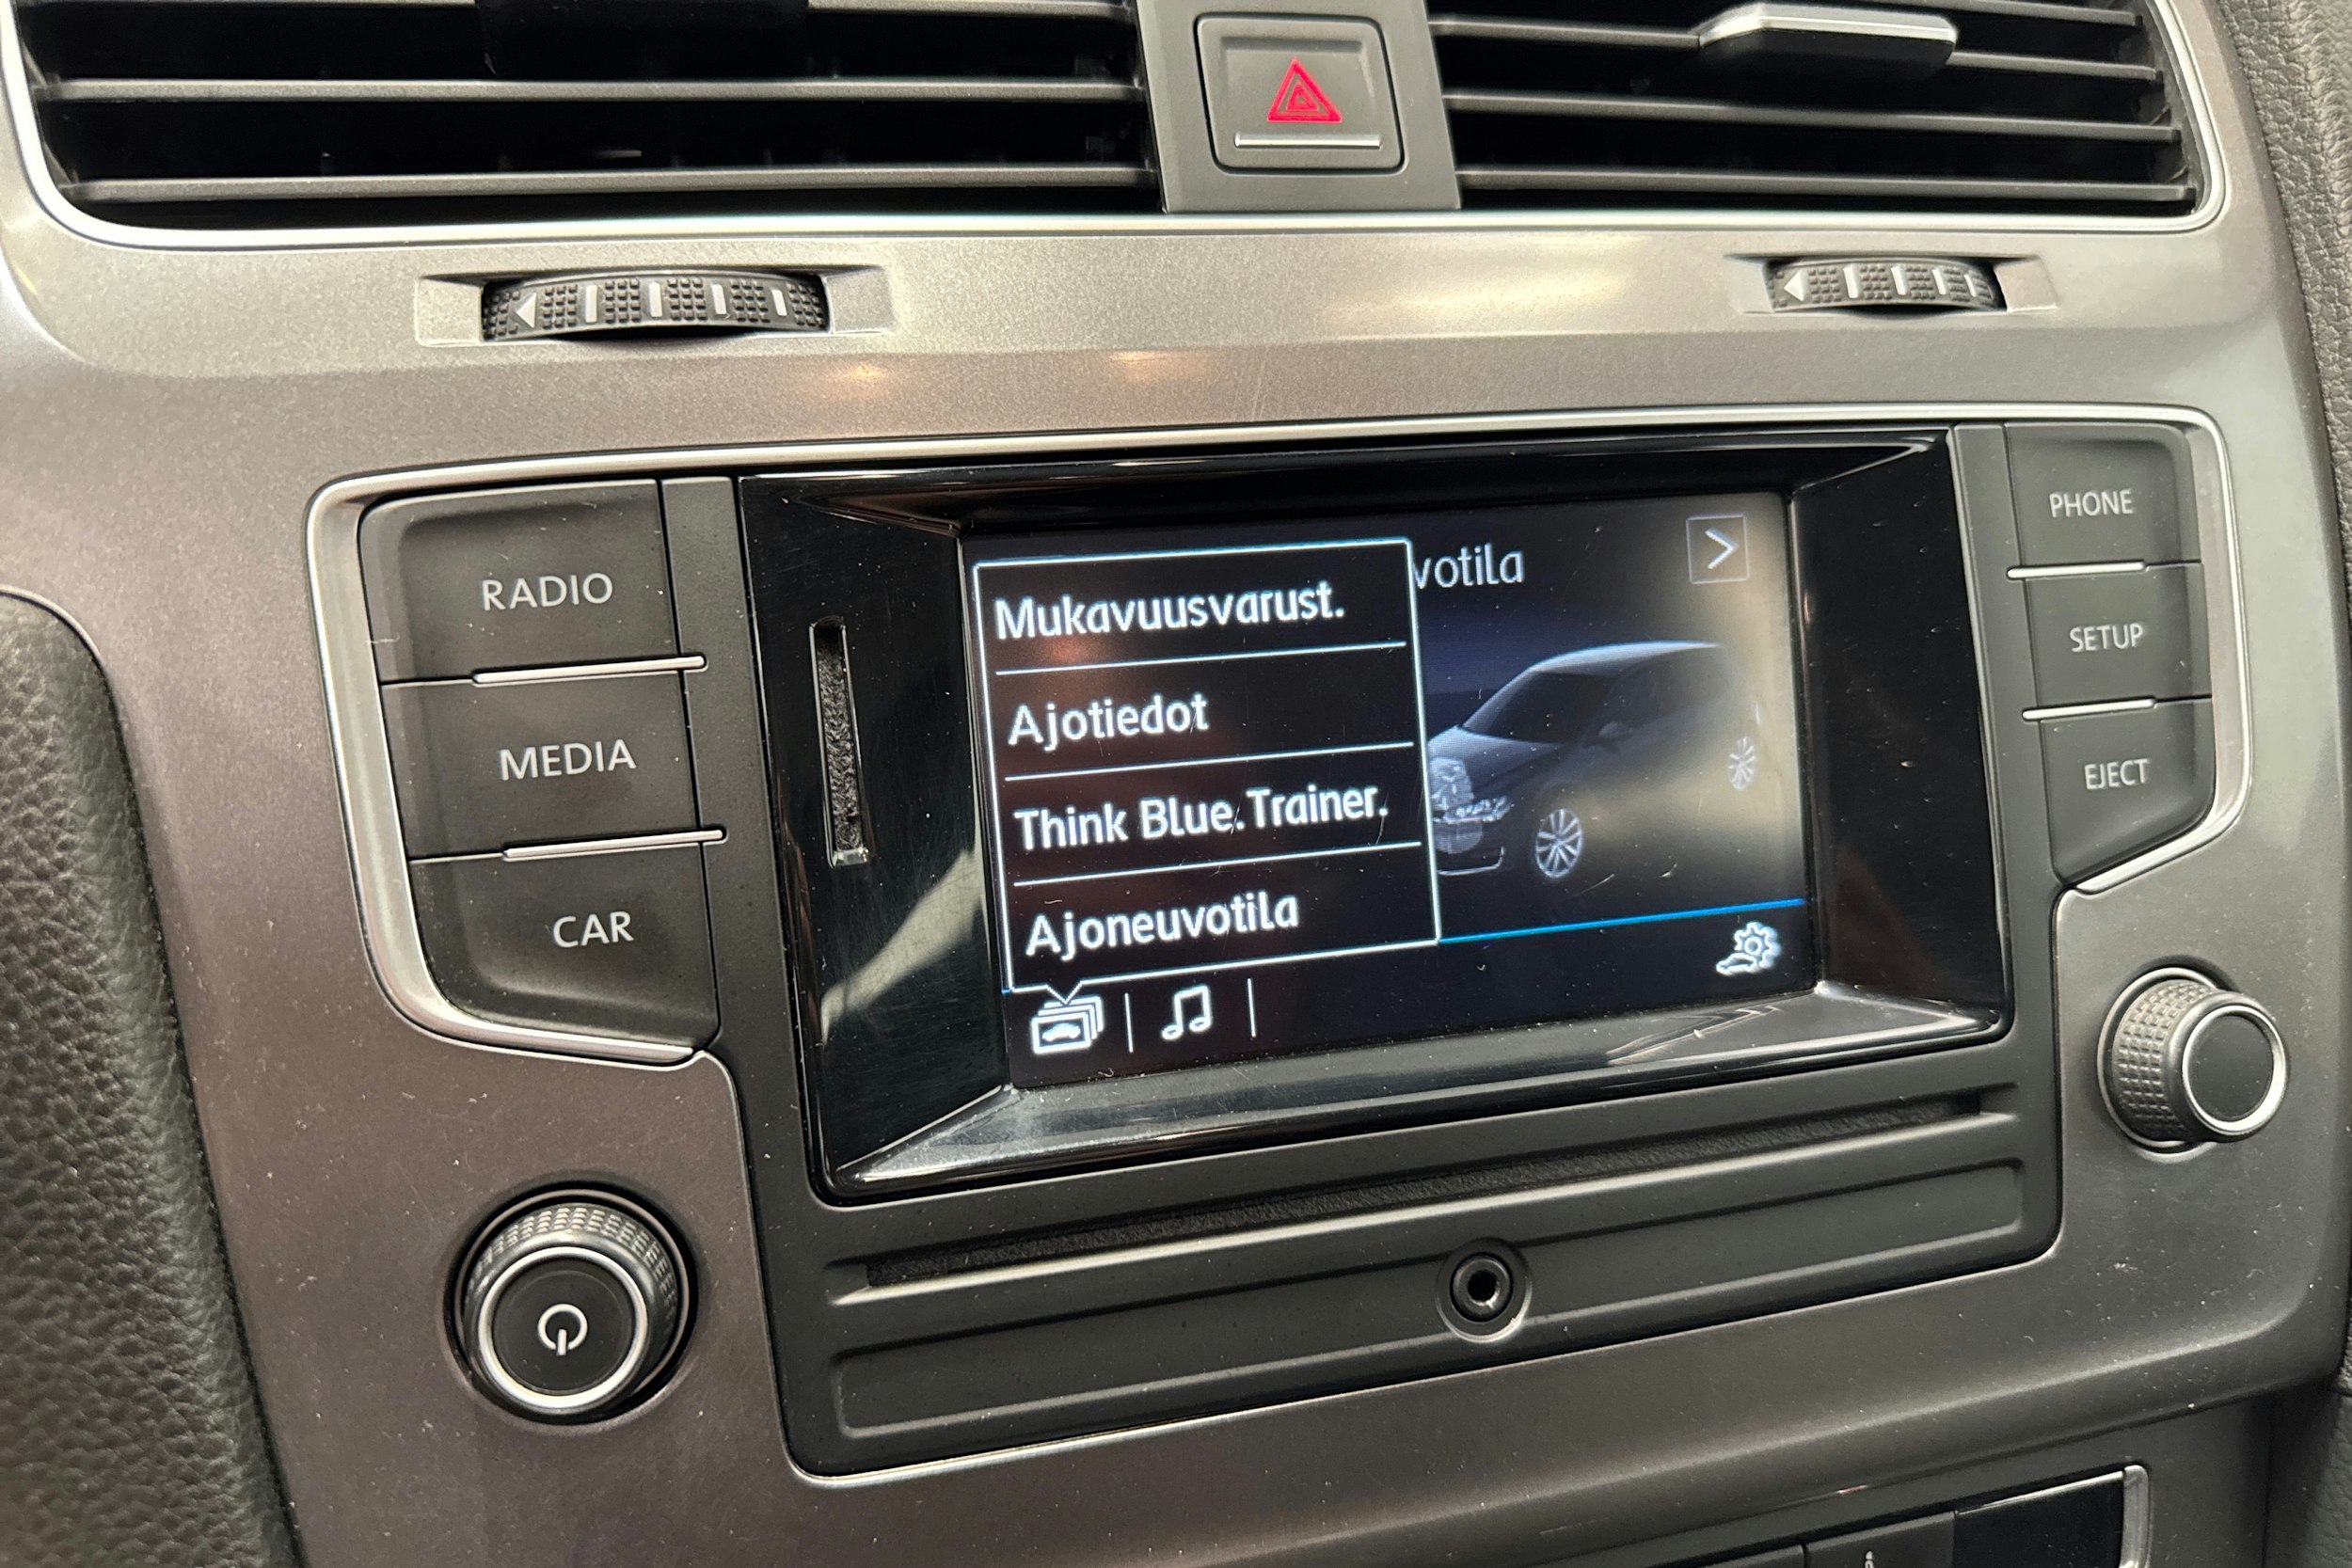 RADIO
MEDIA
CAR
Mukavuusvarust.
Ajotiedot
Think Blue. Trainer.
Ajoneuvotila
votila
PHONE
SETUP
EJECT